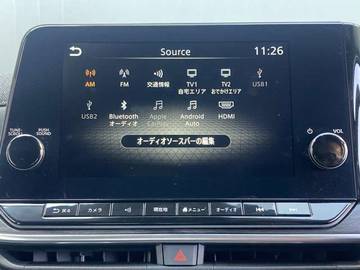 Source
11:26
AM
FM
交通情報
TV1
自宅エリア
TV2
おでかけエリア
USB1
USB2
Bluetooth
オーディオ
Apple
CarPlay
Android
Auto
HDMI
オーディオソースバーの編集
TUNE·
SCROLL
PUSH
SOUND
VOL
戻る
カメラ
現在地
メニュー
オーディオ